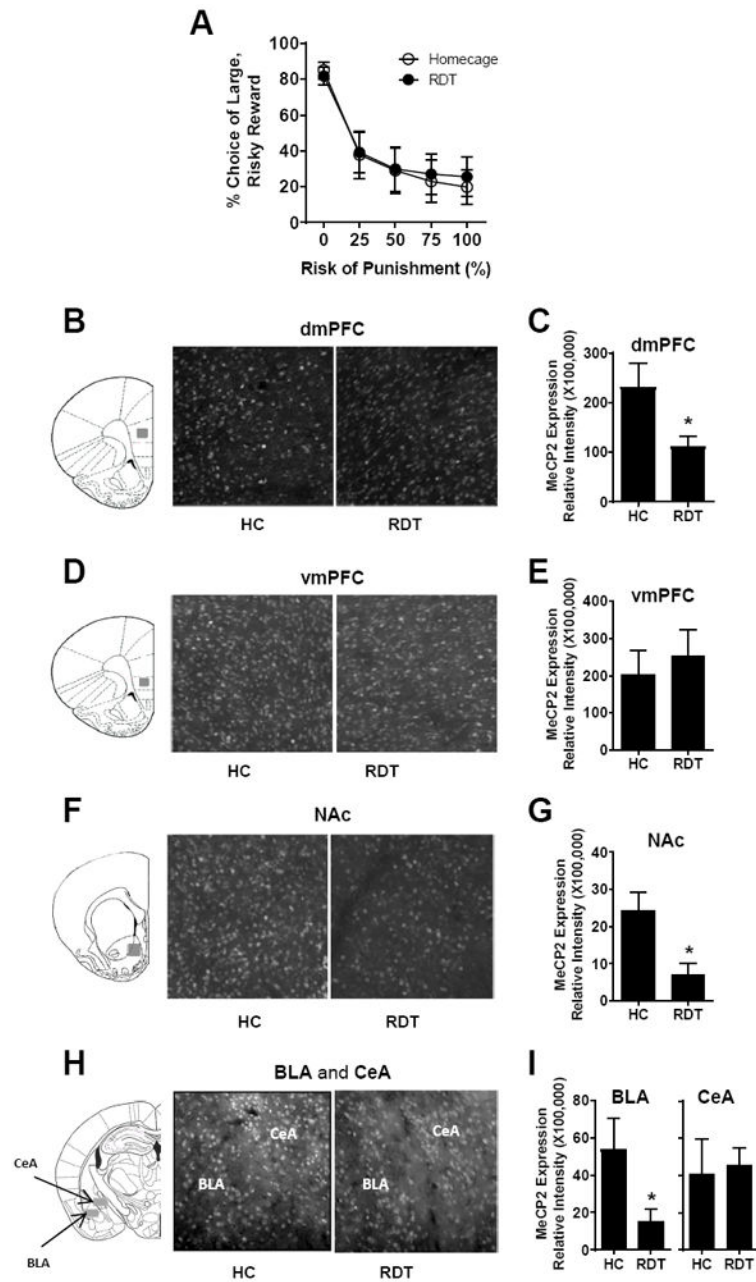 A
% Choice of Large,
Risky Reward
100
80
60
40
20
0
Homecage
RDT
0 25 50 75 100
Risk of Punishment (%)
B
dmPFC
HC RDT
C
dmPFC
MeCP2 Expression
Relative Intensity (X100,000)
300
200
100
0
HC RDT
*
D
vmPFC
HC RDT
E
vmPFC
MeCP2 Expression
Relative Intensity (X100,000)
400
300
200
100
0
HC RDT
F
NAc
HC RDT
G
NAc
MeCP2 Expression
Relative Intensity (X100,000)
40
30
20
10
0
HC RDT
*
H
BLA and CeA
CeA
BLA
CeA
BLA
CeA
BLA
HC RDT
I
BLA CeA
MeCP2 Expression
Relative Intensity (X100,000)
80
60
40
20
0
*
HC RDT HC RDT